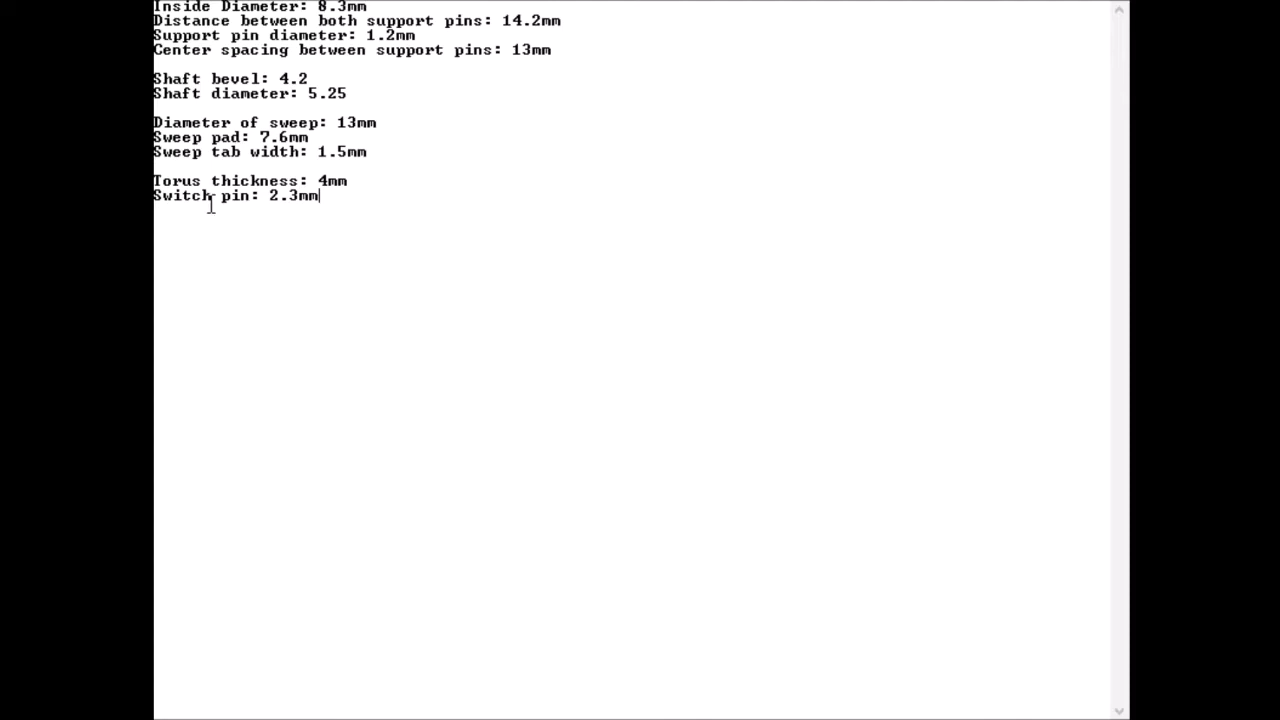 Inside Diameter: 8.3mm
Distance between both support pins: 14.2mm
Support pin diameter: 1.2mm
Center spacing between support pins: 13mm
Shaft bevel: 4.2
Shaft diameter: 5.25
Diameter of sweep: 13mm
Sweep pad: 7.6mm
Sweep tab width: 1.5mm
Torus thickness: 4mm
Switch pin: 2.3mm